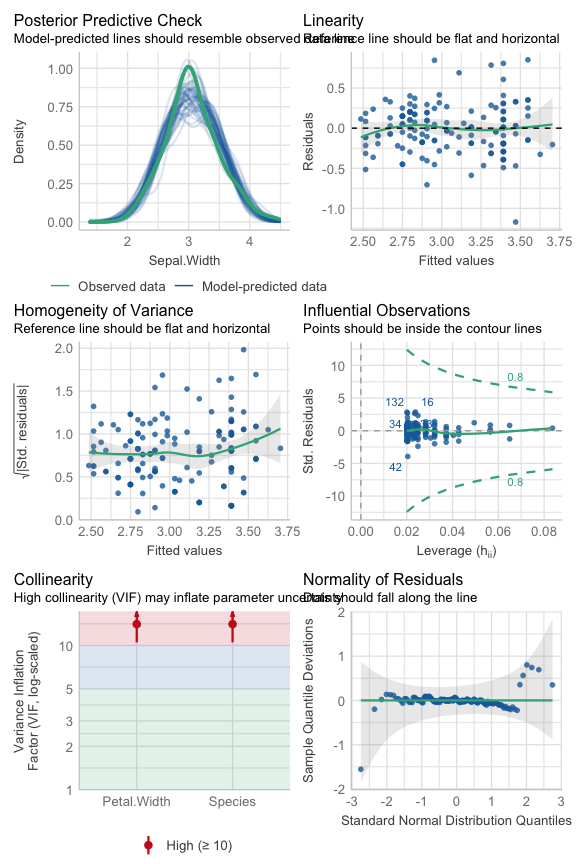 Posterior Predictive Check
Model-predicted lines should resemble observed data line
Density
1.00
0.75
0.50
0.25
0.00
2
3
4
Sepal.Width
Observed data
Model-predicted data
Linearity
Reference line should be flat and horizontal
Residuals
0.5
0.0
-0.5
-1.0
2.50
2.75
3.00
3.25
3.50
3.75
Fitted values
Homogeneity of Variance
Reference line should be flat and horizontal
√|Std. residuals|
2.0
1.5
1.0
0.5
0.0
2.50
2.75
3.00
3.25
3.50
3.75
Fitted values
Influential Observations
Points should be inside the contour lines
Std. Residuals
10
5
0
-5
-10
0.8
132
16
34
42
0.8
0.00
0.02
0.04
0.06
0.08
Leverage (hii)
Collinearity
High collinearity (VIF) may inflate parameter uncertainty
Variance Inflation
Factor (VIF, log-scaled)
10
5
3
2
1
Petal.Width
Species
High (≥ 10)
Normality of Residuals
Dots should fall along the line
Sample Quantile Deviations
2
1
0
-1
-2
-3
-2
-1
0
1
2
3
Standard Normal Distribution Quantiles